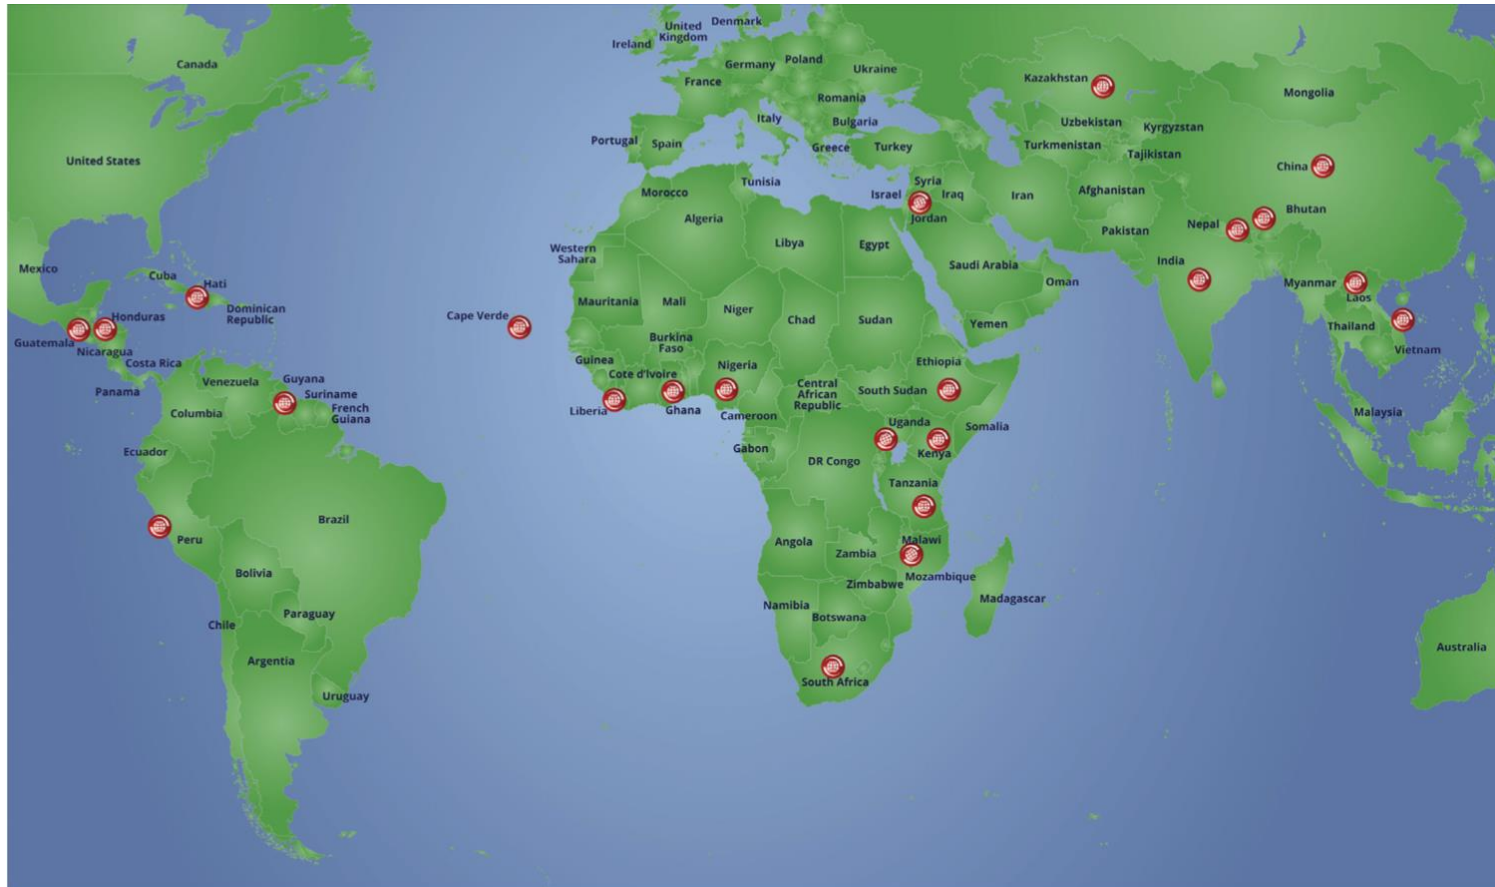 Canada
United States
Mexico
Cuba
Hati
Dominican
Republic
Honduras
Guatemala
Nicaragua
Costa Rica
Panama
Venezuela
Guyana
Suriname
French
Guiana
Columbia
Ecuador
Peru
Brazil
Bolivia
Paraguay
Chile
Argentia
Uruguay
Ireland
United
Kingdom
Denmark
Germany
Poland
Ukraine
France
Romania
Italy
Bulgaria
Portugal
Spain
Greece
Turkey
Morocco
Tunisia
Algeria
Libya
Egypt
Western
Sahara
Mauritania
Mali
Niger
Chad
Sudan
Cape Verde
Burkina
Faso
Guinea
Cote d'Ivoire
Nigeria
Liberia
Ghana
Cameroon
Central
African
Republic
Ethiopia
South Sudan
Uganda
Somalia
Gabon
DR Congo
Kenya
Tanzania
Angola
Malawi
Zambia
Mozambique
Zimbabwe
Namibia
Botswana
Madagascar
South Africa
Israel
Syria
Iraq
Jordan
Iran
Saudi Arabia
Oman
Yemen
Kazakhstan
Uzbekistan
Kyrgyzstan
Turkmenistan
Tajikistan
Afghanistan
Pakistan
Mongolia
China
Nepal
Bhutan
India
Myanmar
Laos
Thailand
Vietnam
Malaysia
Australia